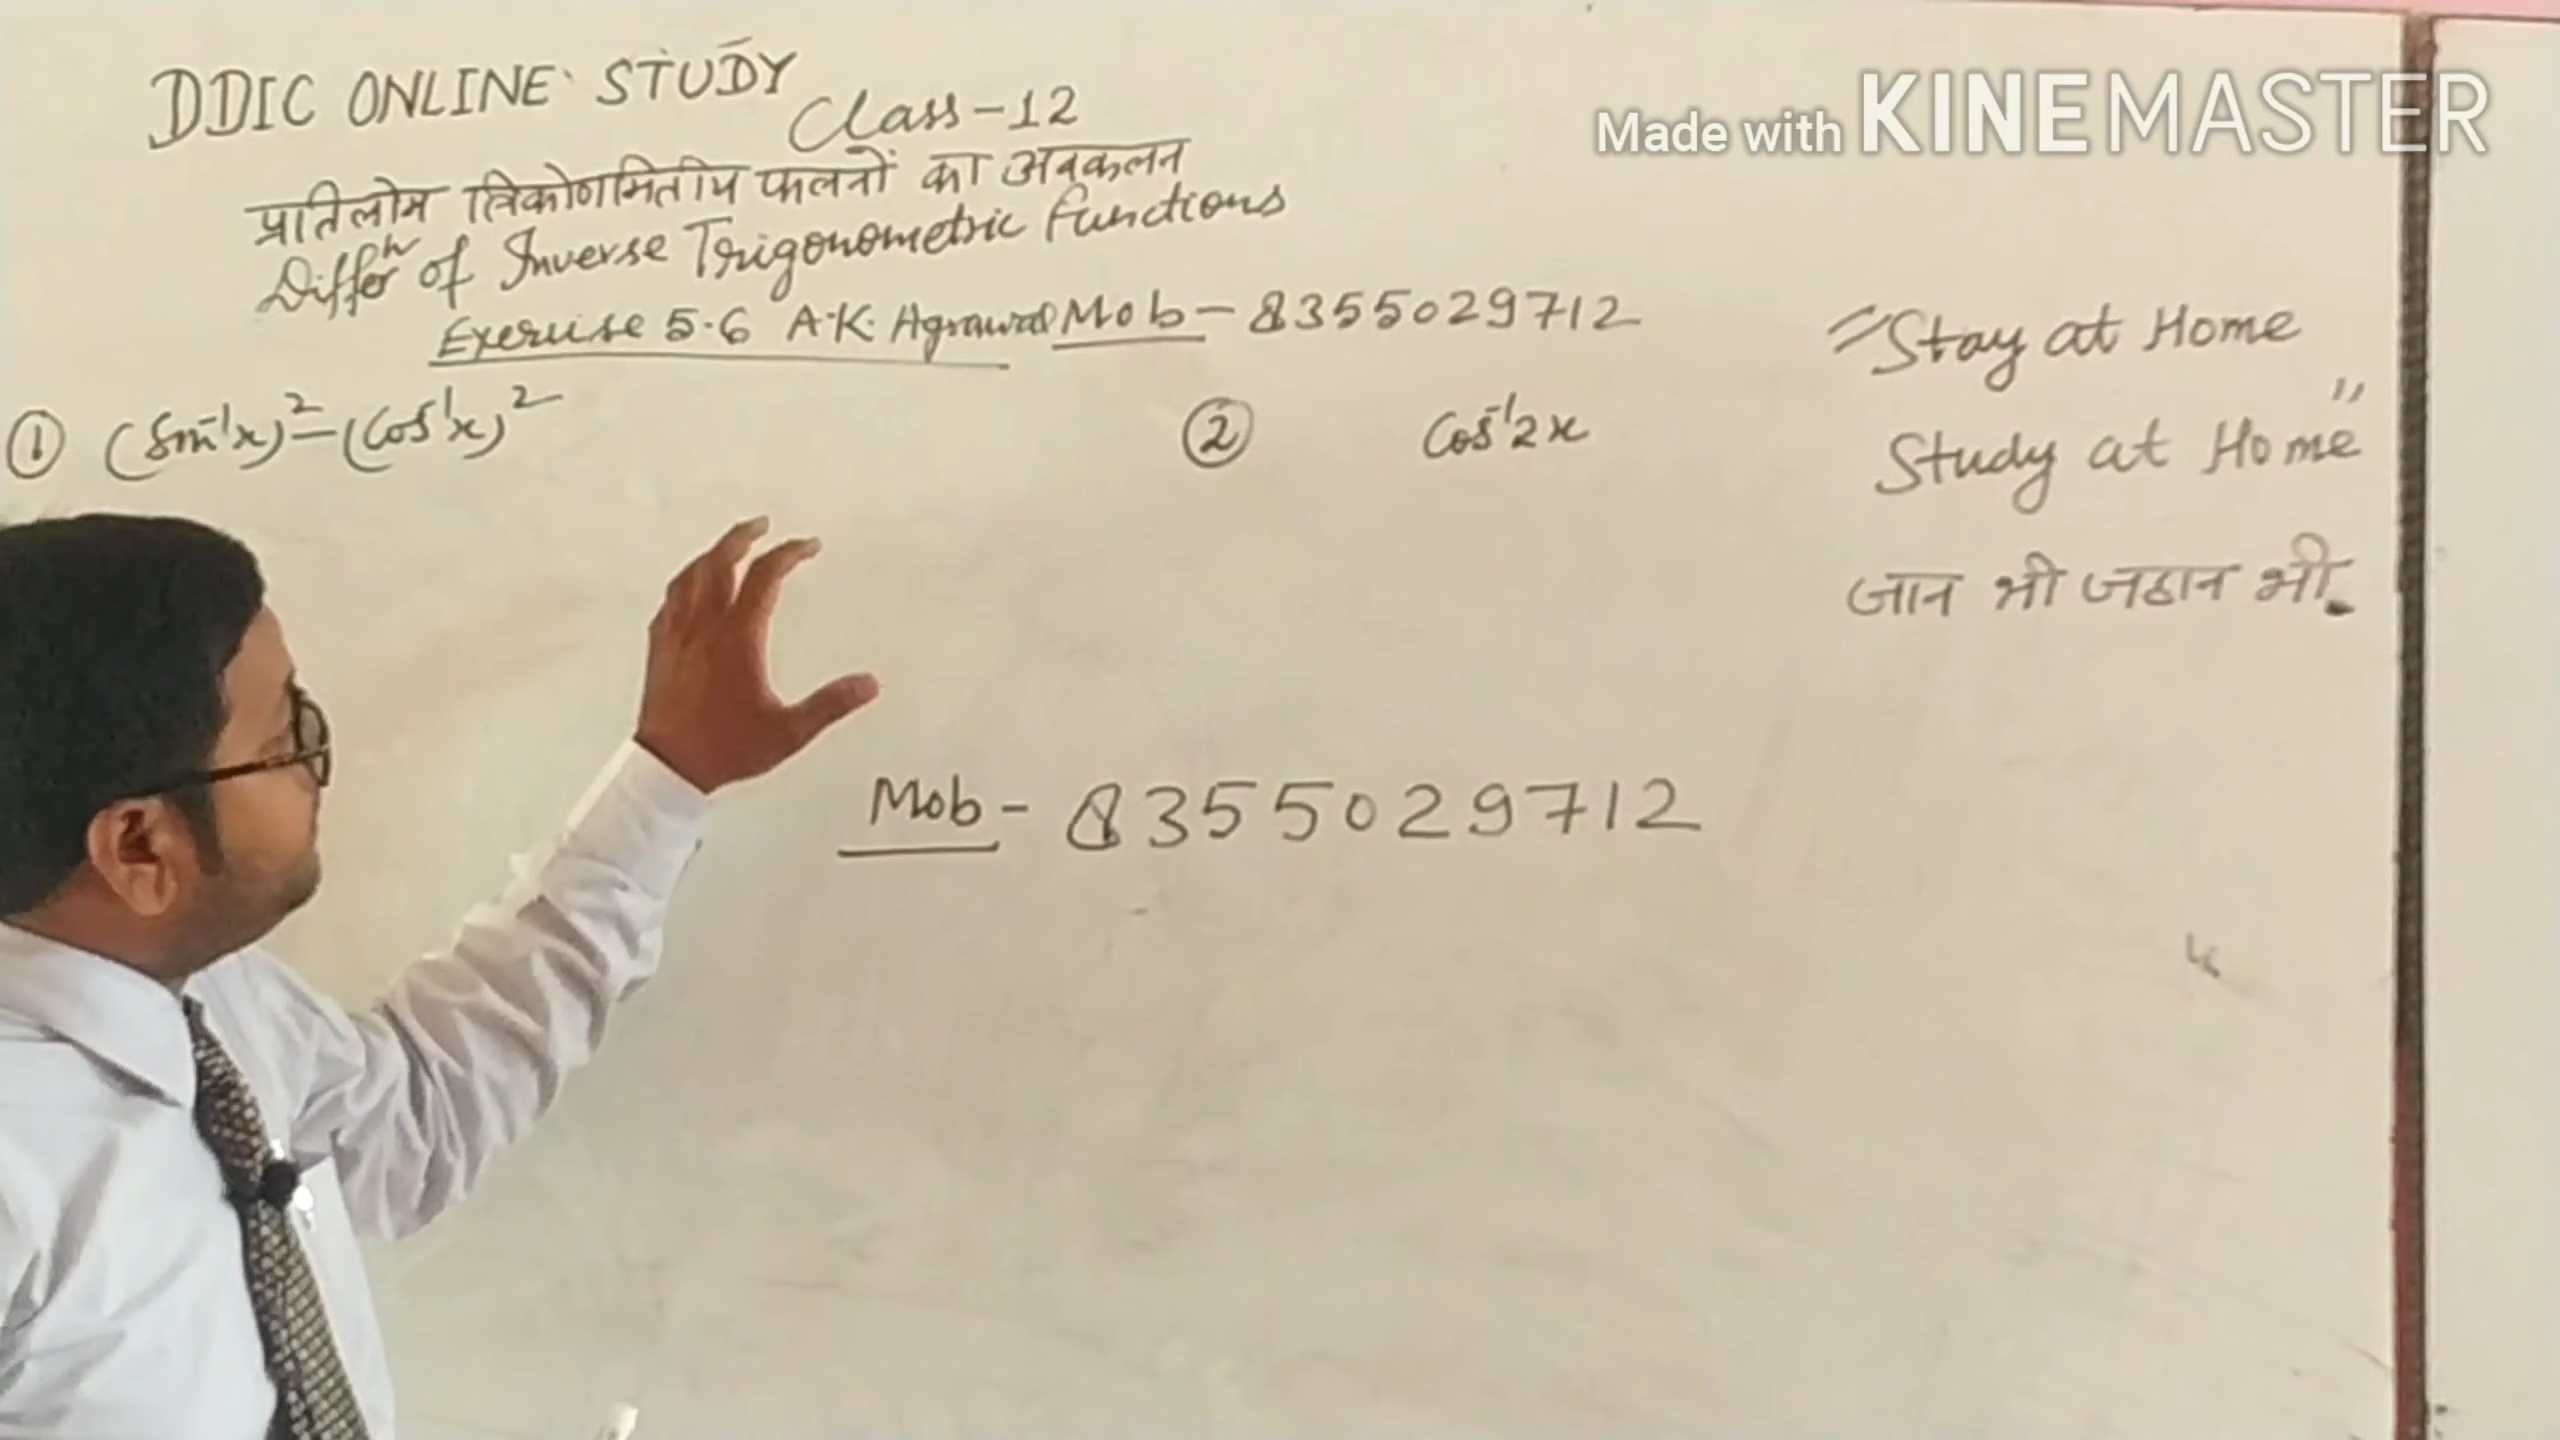 DDIC ONLINE STUDY
Made with KINEMASTER
Class-12
प्रतिलोम त्रिकोणमितीय फलनों का अवकलन
Differⁿ of Inverse Trigonometric Functions
Exercise 5.6 A.K. Agrawal Mob - 8355029712
"Stay at Home
① (Sin⁻¹x)² - (Cos⁻¹x)²
② Cos⁻¹2x
Study at Home"
जान भी जहान भी.
Mob - 8355029712